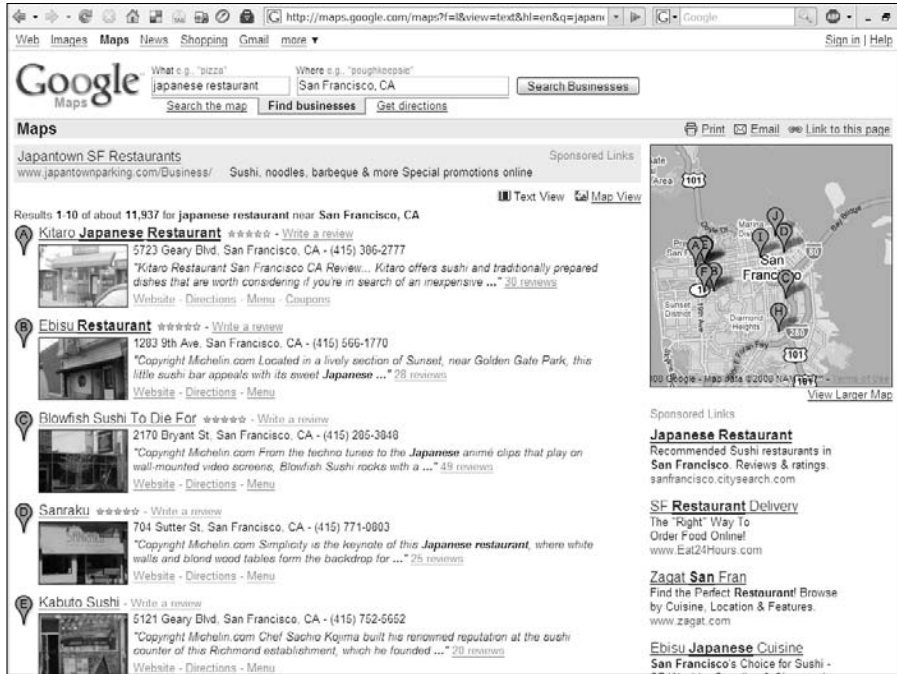 http://maps.google.com/maps?f=l&view=text&hl=en&q=japan
Google
Web Images Maps News Shopping Gmail more ▼
Sign in | Help
Google Maps
What e.g., "pizza"
Where e.g., "poughkeepsie"
japanese restaurant
San Francisco, CA
Search Businesses
Search the map Find businesses Get directions
Maps
Print Email Link to this page
Japantown SF Restaurants
Sponsored Links
www.japantownparking.com/Business/ Sushi, noodles, barbeque & more Special promotions online
Text View Map View
Results 1-10 of about 11,937 for japanese restaurant near San Francisco, CA
A Kitaro Japanese Restaurant - Write a review
5723 Geary Blvd, San Francisco, CA - (415) 386-2777
"Kitaro Restaurant San Francisco CA Review... Kitaro offers sushi and traditionally prepared
dishes that are worth considering if you're in search of an inexpensive ..." 30 reviews
Website - Directions - Menu - Coupons
B Ebisu Restaurant - Write a review
1283 9th Ave, San Francisco, CA - (415) 566-1770
"Copyright Michelin.com Located in a lively section of Sunset, near Golden Gate Park, this
little sushi bar appeals with its sweet Japanese ..." 28 reviews
Website - Directions - Menu
C Blowfish Sushi To Die For - Write a review
2170 Bryant St, San Francisco, CA - (415) 285-3848
"Copyright Michelin.com From the techno tunes to the Japanese animé clips that play on
wall-mounted video screens, Blowfish Sushi rocks with a ..." 49 reviews
Website - Directions - Menu
D Sanraku - Write a review
704 Sutter St, San Francisco, CA - (415) 771-0803
"Copyright Michelin.com Simplicity is the keynote of this Japanese restaurant, where white
walls and blond wood tables form the backdrop for ..." 25 reviews
Website - Directions - Menu
E Kabuto Sushi - Write a review
5121 Geary Blvd, San Francisco, CA - (415) 752-5652
"Copyright Michelin.com Chef Sachio Kojima built his renowned reputation at the sushi
counter of this Richmond establishment, which he founded ..." 20 reviews
Website - Directions - Menu
101
Marina
San Francisco
Sunset District
Diamond Heights
Bay Bridge
19th Ave
1
280
101
A E F B I J D C H
Google - Map data ©2008 - Terms of Use
View Larger Map
Sponsored Links
Japanese Restaurant
Recommended Sushi restaurants in
San Francisco. Reviews & ratings.
sanfrancisco.citysearch.com
SF Restaurant Delivery
The "Right" Way To
Order Food Online!
www.Eat24Hours.com
Zagat San Fran
Find the Perfect Restaurant! Browse
by Cuisine, Location & Features.
www.zagat.com
Ebisu Japanese Cuisine
San Francisco's Choice for Sushi -